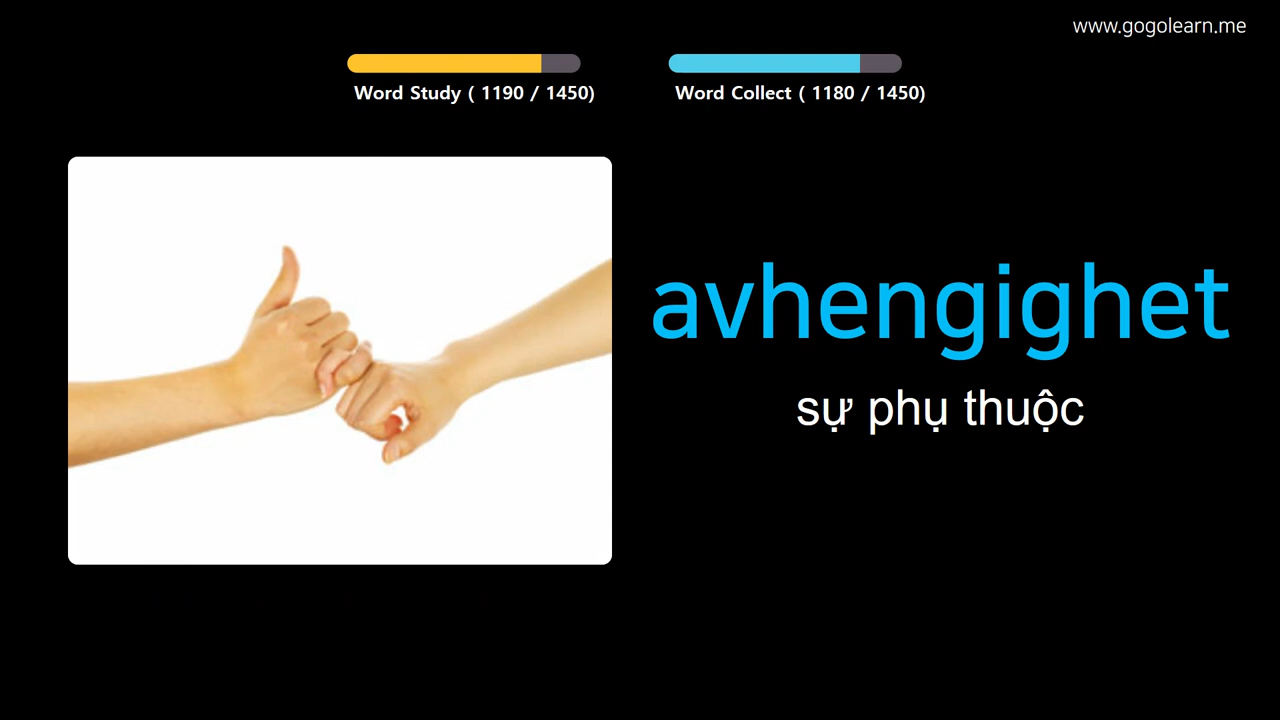 www.gogolearn.me
Word Study ( 1190 / 1450)
Word Collect ( 1180 / 1450)
avhengighet
sự phụ thuộc